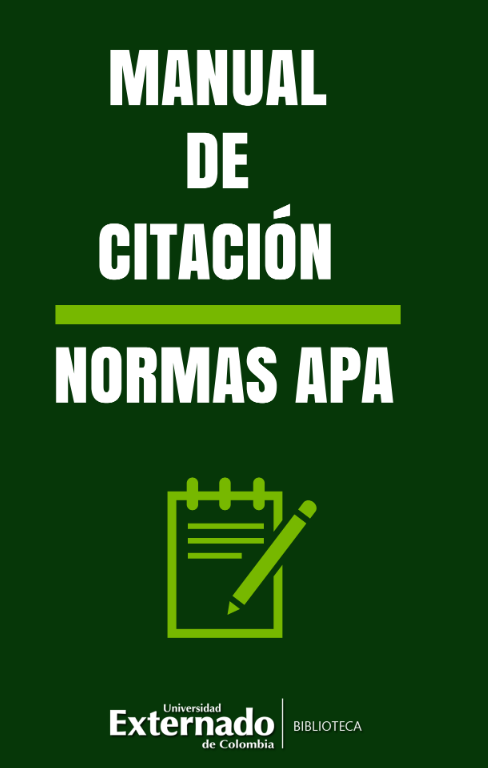 MANUAL
DE
CITACIÓN
NORMAS APA
Universidad
Externado
de Colombia
BIBLIOTECA